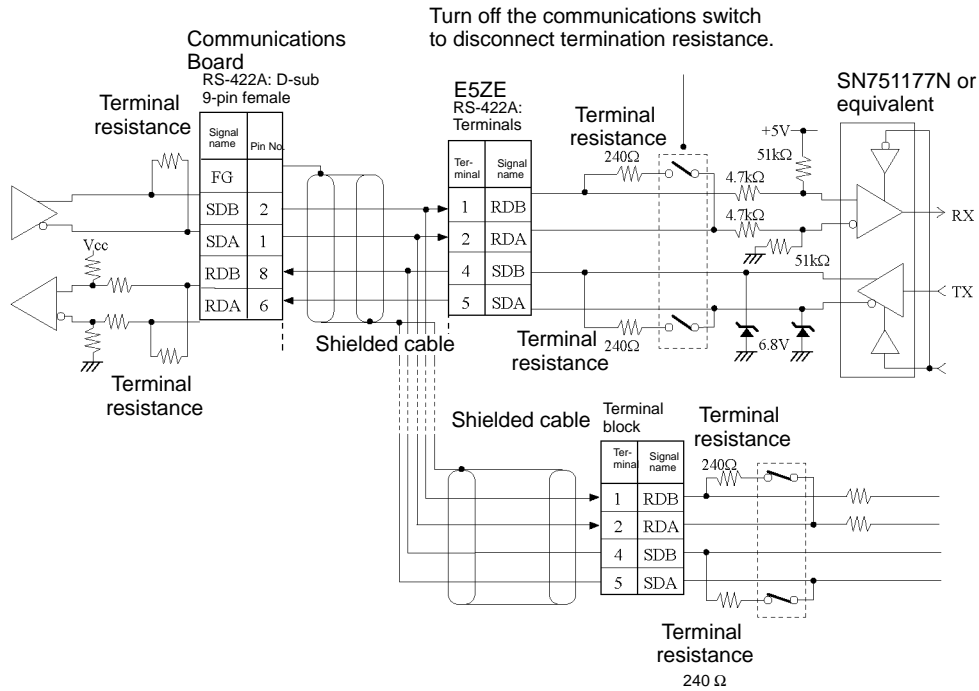 Turn off the communications switch
to disconnect termination resistance.
Communications
Board
RS-422A: D-sub
9-pin female
Terminal
resistance
Signal
name
Pin No.
FG
SDB 2
SDA 1
RDB 8
RDA 6
Vcc
Terminal
resistance
Shielded cable
E5ZE
RS-422A:
Terminals
Ter-
minal
Signal
name
1 RDB
2 RDA
4 SDB
5 SDA
Terminal
resistance
240Ω
Terminal
resistance
240Ω
SN751177N or
equivalent
+5V
51kΩ
4.7kΩ
4.7kΩ
51kΩ
RX
TX
6.8V
Shielded cable
Terminal
block
Ter-
minal
Signal
name
1 RDB
2 RDA
4 SDB
5 SDA
Terminal
resistance
240Ω
Terminal
resistance
240 Ω